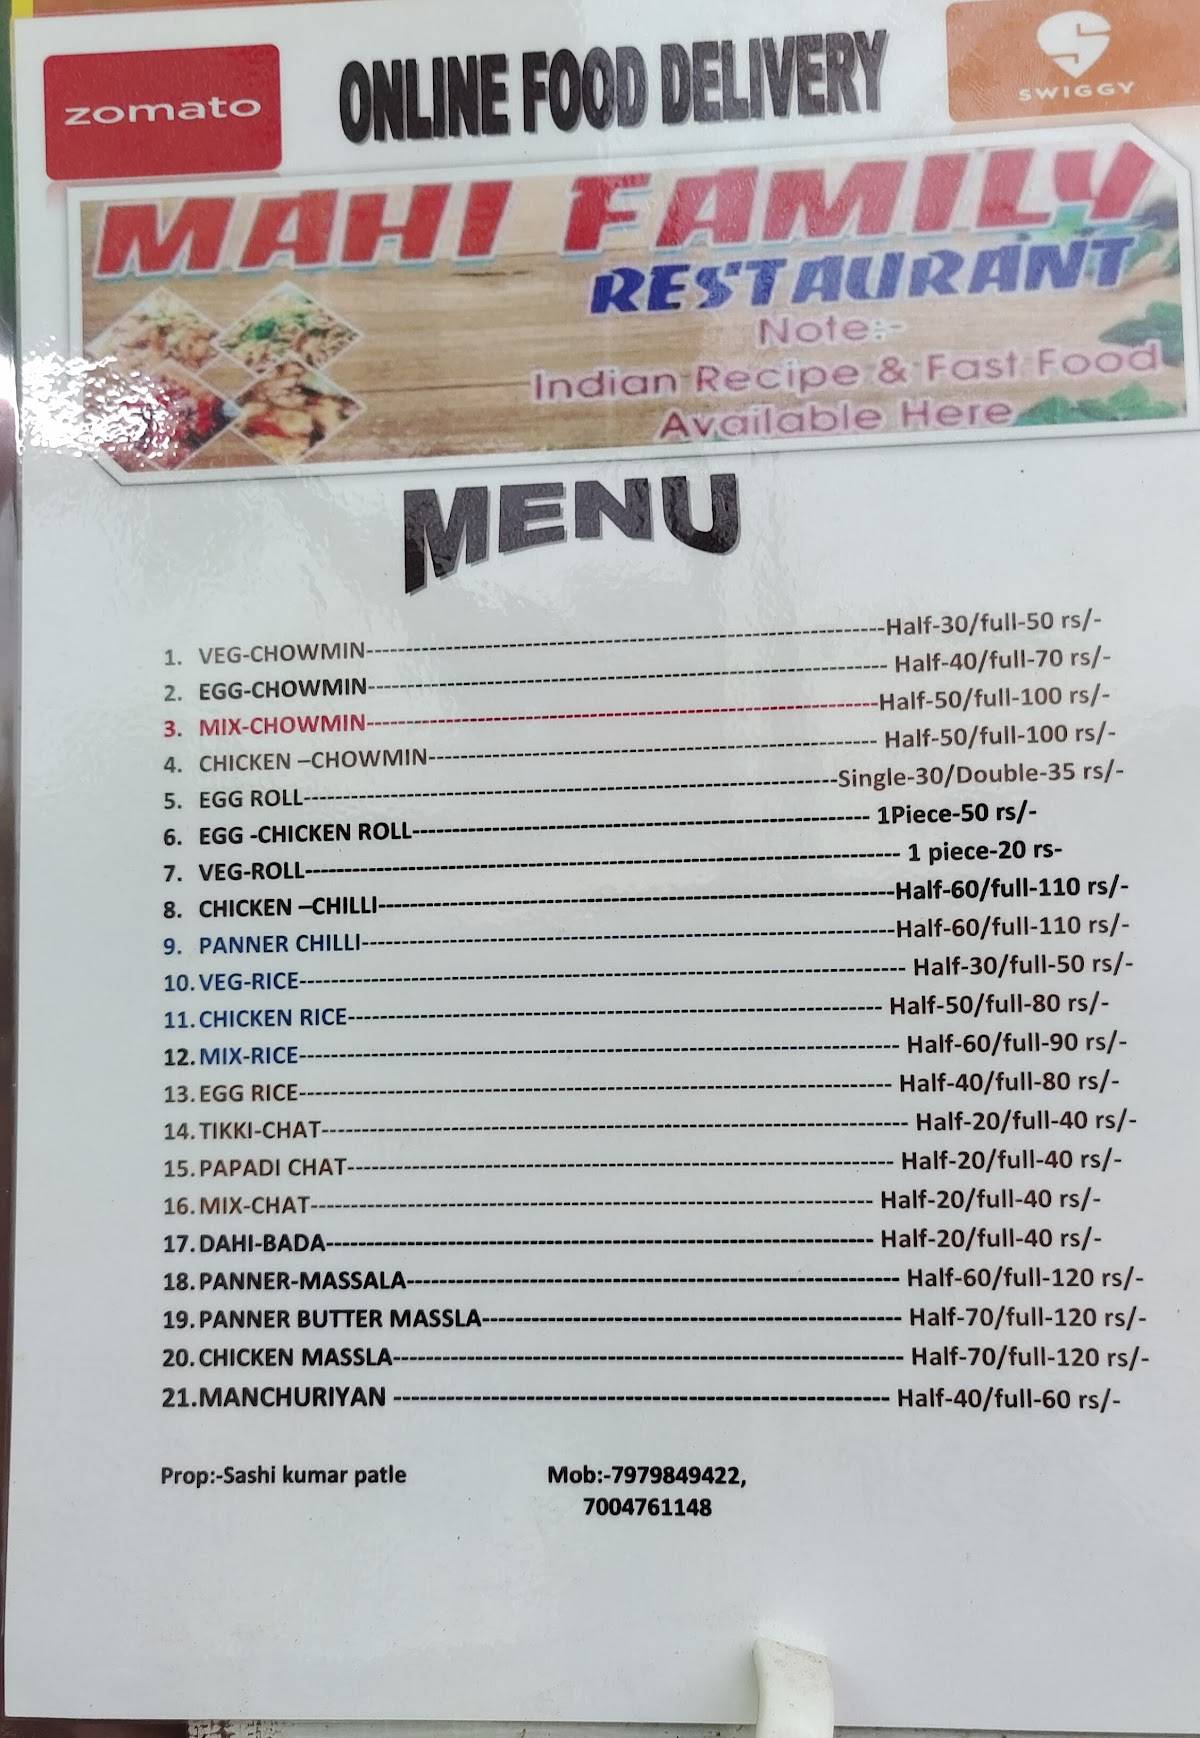 zomato
ONLINE FOOD DELIVERY
SWIGGY
MAHI FAMILY
RESTAURANT
Note:-
Indian Recipe & Fast Food
Available Here
MENU
1. VEG-CHOWMIN----Half-30/full-50 rs/-
2. EGG-CHOWMIN---- Half-40/full-70 rs/-
3. MIX-CHOWMIN----Half-50/full-100 rs/-
4. CHICKEN –CHOWMIN---- Half-50/full-100 rs/-
5. EGG ROLL----Single-30/Double-35 rs/-
6. EGG -CHICKEN ROLL---- 1Piece-50 rs/-
7. VEG-ROLL---- 1 piece-20 rs-
8. CHICKEN –CHILLI----Half-60/full-110 rs/-
9. PANNER CHILLI----Half-60/full-110 rs/-
10. VEG-RICE---- Half-30/full-50 rs/-
11. CHICKEN RICE---- Half-50/full-80 rs/-
12. MIX-RICE---- Half-60/full-90 rs/-
13. EGG RICE---- Half-40/full-80 rs/-
14. TIKKI-CHAT---- Half-20/full-40 rs/-
15. PAPADI CHAT---- Half-20/full-40 rs/-
16. MIX-CHAT---- Half-20/full-40 rs/-
17. DAHI-BADA---- Half-20/full-40 rs/-
18. PANNER-MASSALA---- Half-60/full-120 rs/-
19. PANNER BUTTER MASSLA---- Half-70/full-120 rs/-
20. CHICKEN MASSLA---- Half-70/full-120 rs/-
21. MANCHURIYAN ---- Half-40/full-60 rs/-
Prop:-Sashi kumar patle Mob:-7979849422,
7004761148